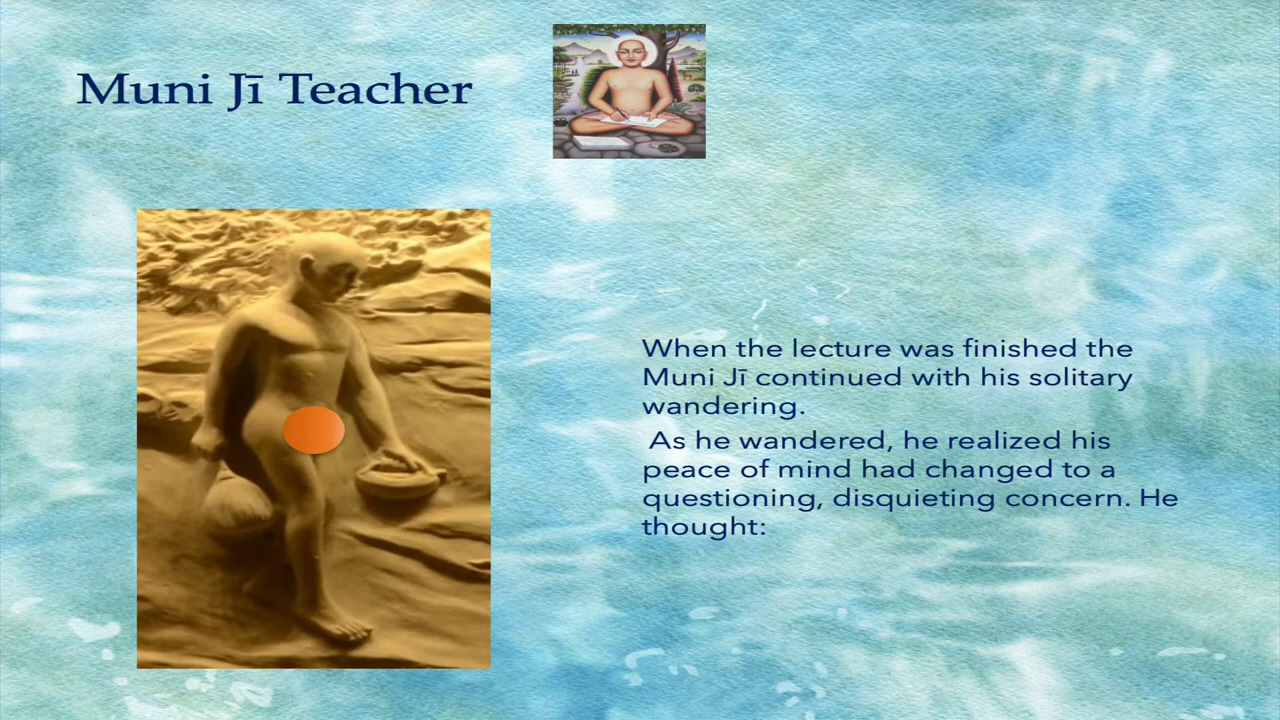 Muni Jī Teacher
When the lecture was finished the
Muni Jī continued with his solitary
wandering.
As he wandered, he realized his
peace of mind had changed to a
questioning, disquieting concern. He
thought: